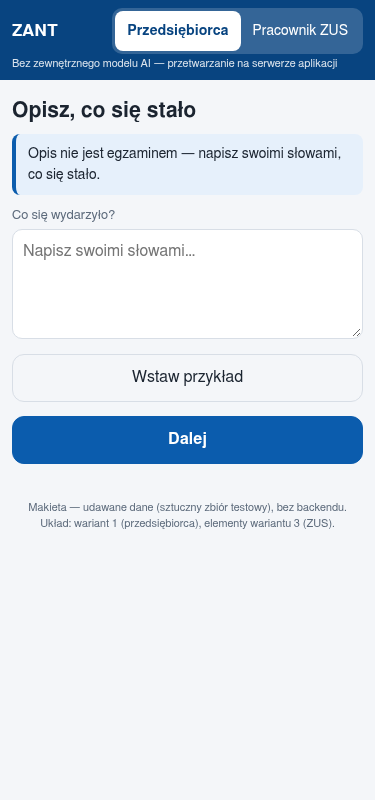 ZANT
Przedsiębiorca
Pracownik ZUS
Bez zewnętrznego modelu AI — przetwarzanie na serwerze aplikacji
Opisz, co się stało
Opis nie jest egzaminem — napisz swoimi słowami,
co się stało.
Co się wydarzyło?
Napisz swoimi słowami...
Wstaw przykład
Dalej
Makieta — udawane dane (sztuczny zbiór testowy), bez backendu.
Układ: wariant 1 (przedsiębiorca), elementy wariantu 3 (ZUS).